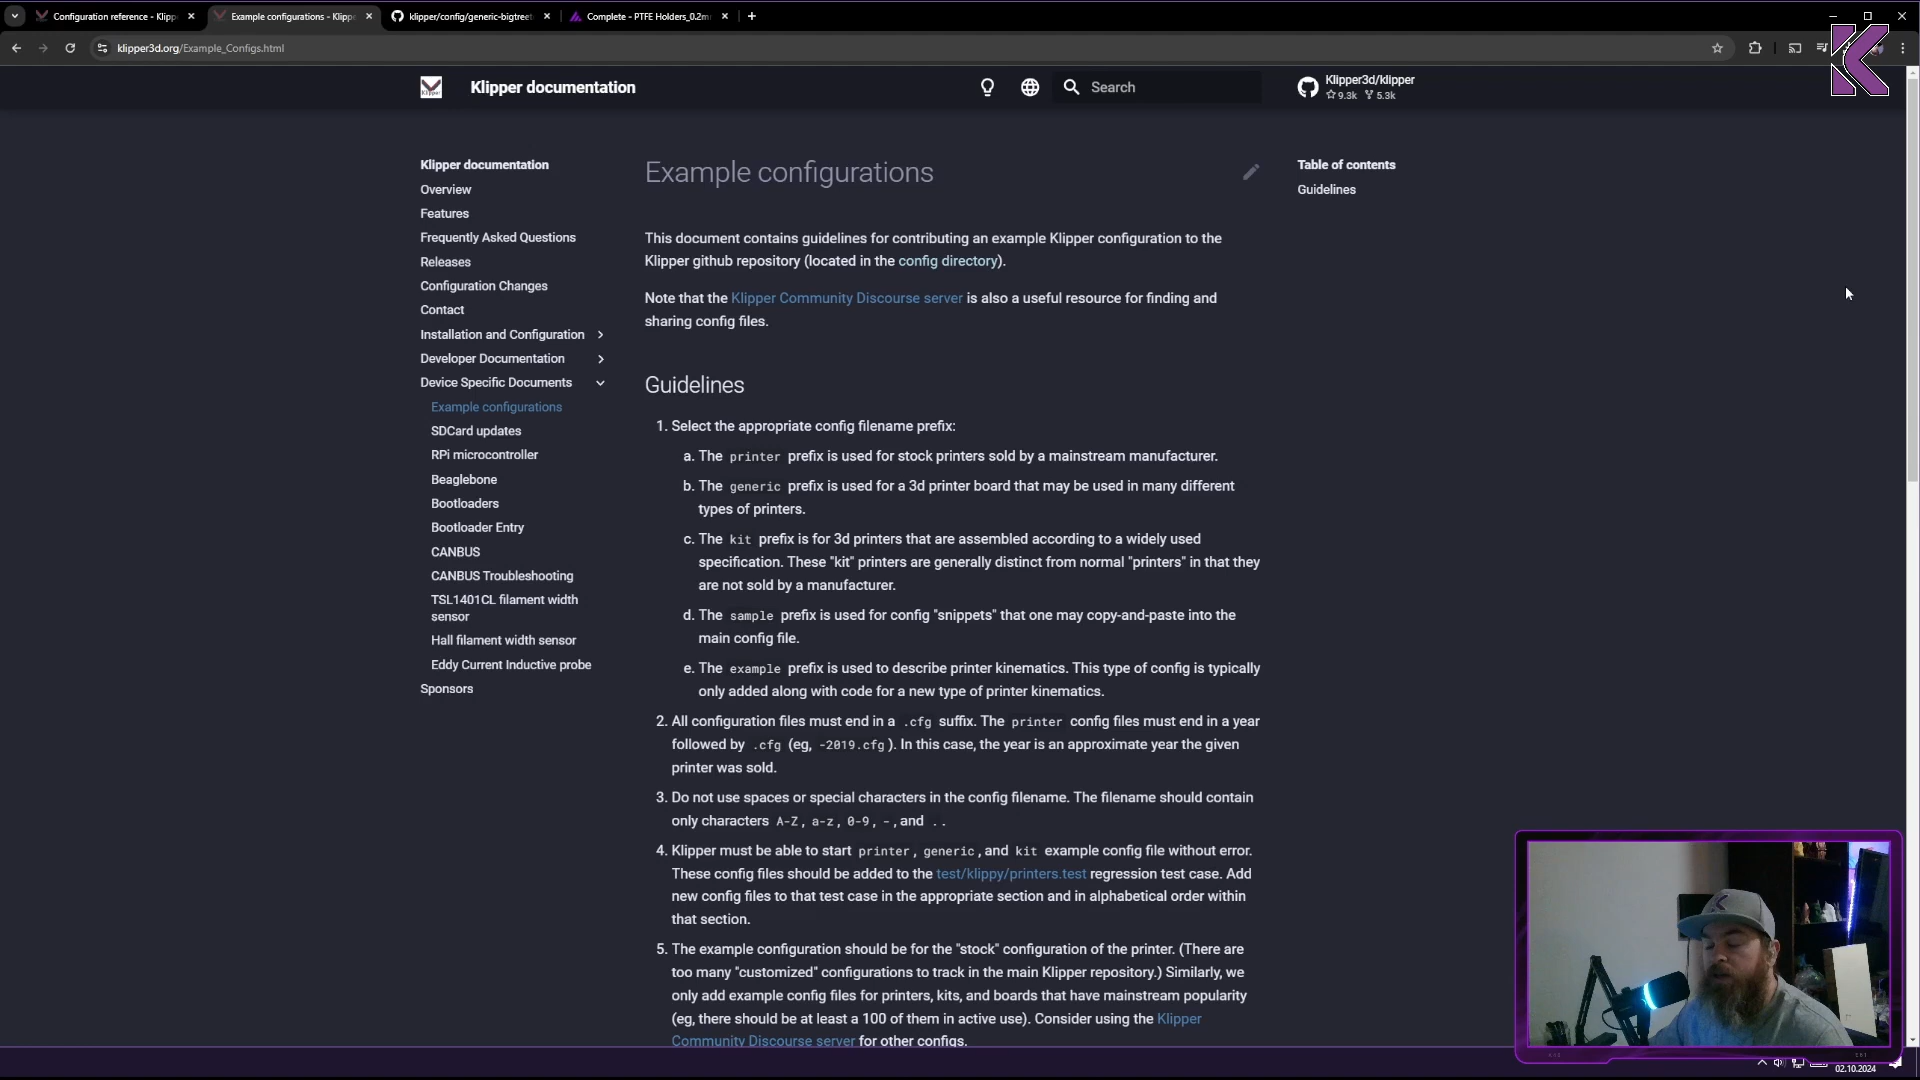 Configuration reference - Klipp
Example configurations - Klipp
klipper/config/generic-bigtreet
Complete - PTFE Holders_0.2m
klipper3d.org/Example_Configs.html
Klipper documentation
Search
Klipper3d/klipper
9.3k 5.3k
Klipper documentation
Overview
Features
Frequently Asked Questions
Releases
Configuration Changes
Contact
Installation and Configuration
Developer Documentation
Device Specific Documents
Example configurations
SDCard updates
RPi microcontroller
Beaglebone
Bootloaders
Bootloader Entry
CANBUS
CANBUS Troubleshooting
TSL1401CL filament width
sensor
Hall filament width sensor
Eddy Current Inductive probe
Sponsors
Example configurations
This document contains guidelines for contributing an example Klipper configuration to the
Klipper github repository (located in the config directory).
Note that the Klipper Community Discourse server is also a useful resource for finding and
sharing config files.
Guidelines
1. Select the appropriate config filename prefix:
a. The printer prefix is used for stock printers sold by a mainstream manufacturer.
b. The generic prefix is used for a 3d printer board that may be used in many different
types of printers.
c. The kit prefix is for 3d printers that are assembled according to a widely used
specification. These "kit" printers are generally distinct from normal "printers" in that they
are not sold by a manufacturer.
d. The sample prefix is used for config "snippets" that one may copy-and-paste into the
main config file.
e. The example prefix is used to describe printer kinematics. This type of config is typically
only added along with code for a new type of printer kinematics.
2. All configuration files must end in a .cfg suffix. The printer config files must end in a year
followed by .cfg (eg, -2019.cfg ). In this case, the year is an approximate year the given
printer was sold.
3. Do not use spaces or special characters in the config filename. The filename should contain
only characters A-Z, a-z, 0-9, -, and . .
4. Klipper must be able to start printer, generic, and kit example config file without error.
These config files should be added to the test/klippy/printers.test regression test case. Add
new config files to that test case in the appropriate section and in alphabetical order within
that section.
5. The example configuration should be for the "stock" configuration of the printer. (There are
too many "customized" configurations to track in the main Klipper repository.) Similarly, we
only add example config files for printers, kits, and boards that have mainstream popularity
(eg, there should be at least a 100 of them in active use). Consider using the Klipper
Community Discourse server for other configs.
Table of contents
Guidelines
02.10.2024